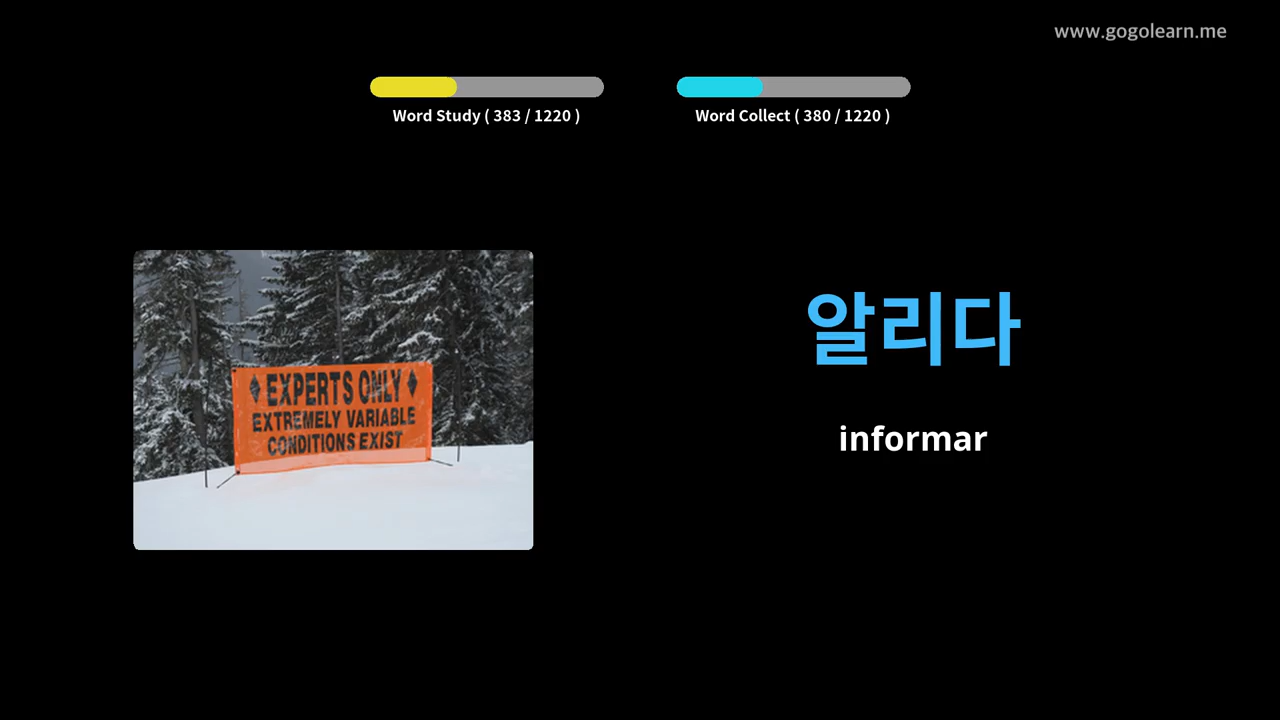 www.gogolearn.me
Word Study ( 383 / 1220 )
Word Collect ( 380 / 1220 )
EXPERTS ONLY
EXTREMELY VARIABLE
CONDITIONS EXIST
알리다
informar